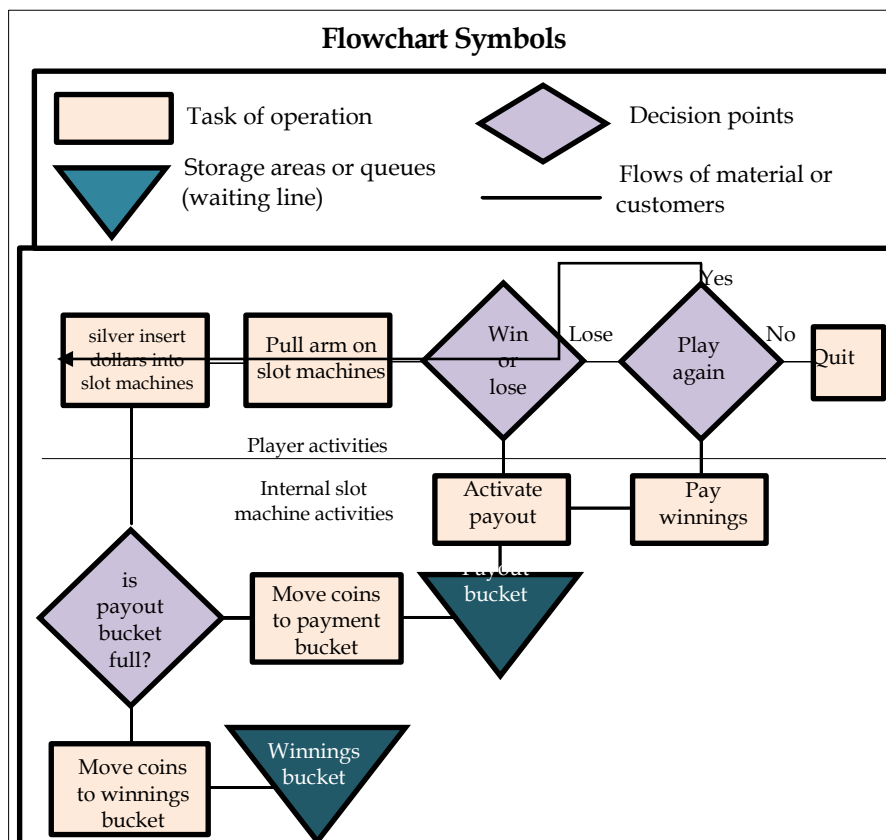 Flowchart Symbols
Task of operation
Decision points
Storage areas or queues
(waiting line)
Flows of material or
customers
Yes
silver insert
dollars into
slot machines
Pull arm on
slot machines
Win
or
lose
Lose
Play
again
No
Quit
Player activities
Internal slot
machine activities
Activate
payout
Pay
winnings
is
payout
bucket
full?
Move coins
to payment
bucket
Payout
bucket
Move coins
to winnings
bucket
Winnings
bucket